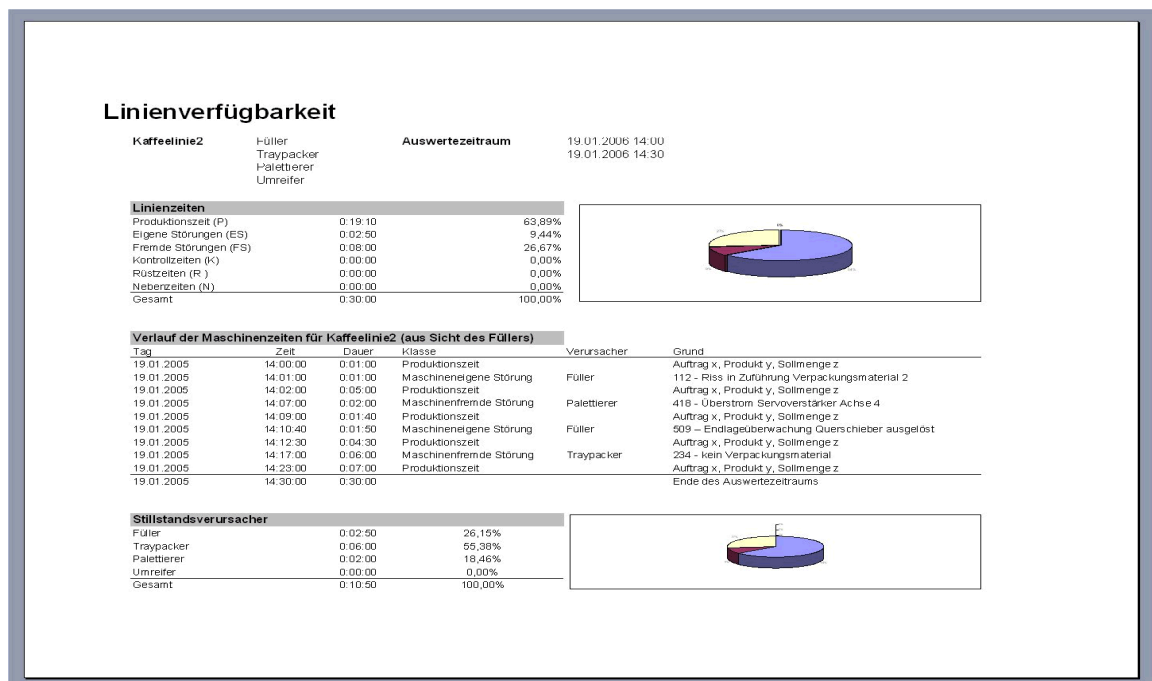 Linienverfügbarkeit
Kaffeelinie2 Füller Auswertezeitraum 19.01.2006 14:00
Traypacker 19.01.2006 14:30
Palettierer
Umreifer
Linienzeiten
Produktionszeit (P) 0:19:10 63,89%
Eigene Störungen (ES) 0:02:50 9,44%
Fremde Störungen (FS) 0:08:00 26,67%
Kontrollzeiten (K) 0:00:00 0,00%
Rüstzeiten (R ) 0:00:00 0,00%
Nebenzeiten (N) 0:00:00 0,00%
Gesamt 0:30:00 100,00%
Verlauf der Maschinenzeiten für Kaffeelinie2 (aus Sicht des Füllers)
Tag Zeit Dauer Klasse Verursacher Grund
19.01.2005 14:00:00 0:01:00 Produktionszeit Auftrag x, Produkt y, Sollmenge z
19.01.2005 14:01:00 0:01:00 Maschineneigene Störung Füller 112 - Riss in Zuführung Verpackungsmaterial 2
19.01.2005 14:02:00 0:05:00 Produktionszeit Auftrag x, Produkt y, Sollmenge z
19.01.2005 14:07:00 0:02:00 Maschinenfremde Störung Palettierer 418 - Überstrom Servoverstärker Achse 4
19.01.2005 14:09:00 0:01:40 Produktionszeit Auftrag x, Produkt y, Sollmenge z
19.01.2005 14:10:40 0:01:50 Maschineneigene Störung Füller 509 – Endlageüberwachung Querschieber ausgelöst
19.01.2005 14:12:30 0:04:30 Produktionszeit Auftrag x, Produkt y, Sollmenge z
19.01.2005 14:17:00 0:06:00 Maschinenfremde Störung Traypacker 234 - kein Verpackungsmaterial
19.01.2005 14:23:00 0:07:00 Produktionszeit Auftrag x, Produkt y, Sollmenge z
19.01.2005 14:30:00 0:30:00 Ende des Auswertezeitraums
Stillstandsverursacher
Füller 0:02:50 26,15%
Traypacker 0:06:00 55,38%
Palettierer 0:02:00 18,46%
Umreifer 0:00:00 0,00%
Gesamt 0:10:50 100,00%